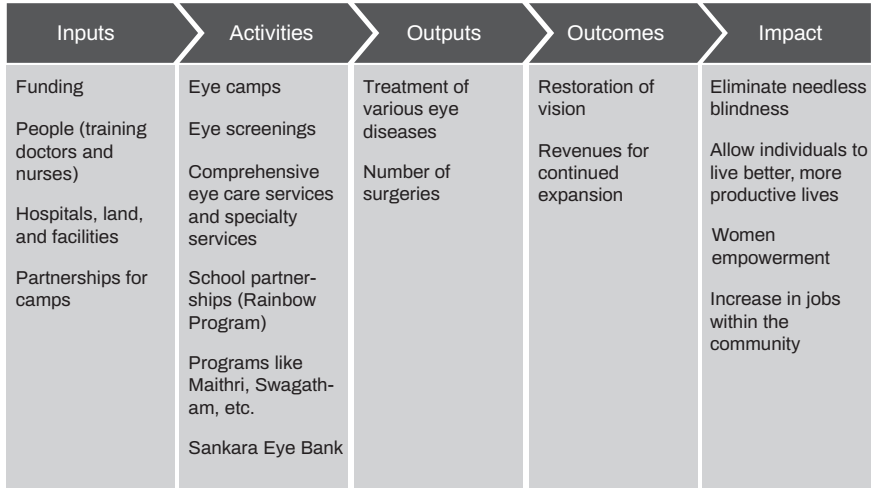 Inputs
Activities
Outputs
Outcomes
Impact
Funding
People (training
doctors and
nurses)
Hospitals, land,
and facilities
Partnerships for
camps
Eye camps
Eye screenings
Comprehensive
eye care services
and specialty
services
School partner-
ships (Rainbow
Program)
Programs like
Maithri, Swagath-
am, etc.
Sankara Eye Bank
Treatment of
various eye
diseases
Number of
surgeries
Restoration of
vision
Revenues for
continued
expansion
Eliminate needless
blindness
Allow individuals to
live better, more
productive lives
Women
empowerment
Increase in jobs
within the
community